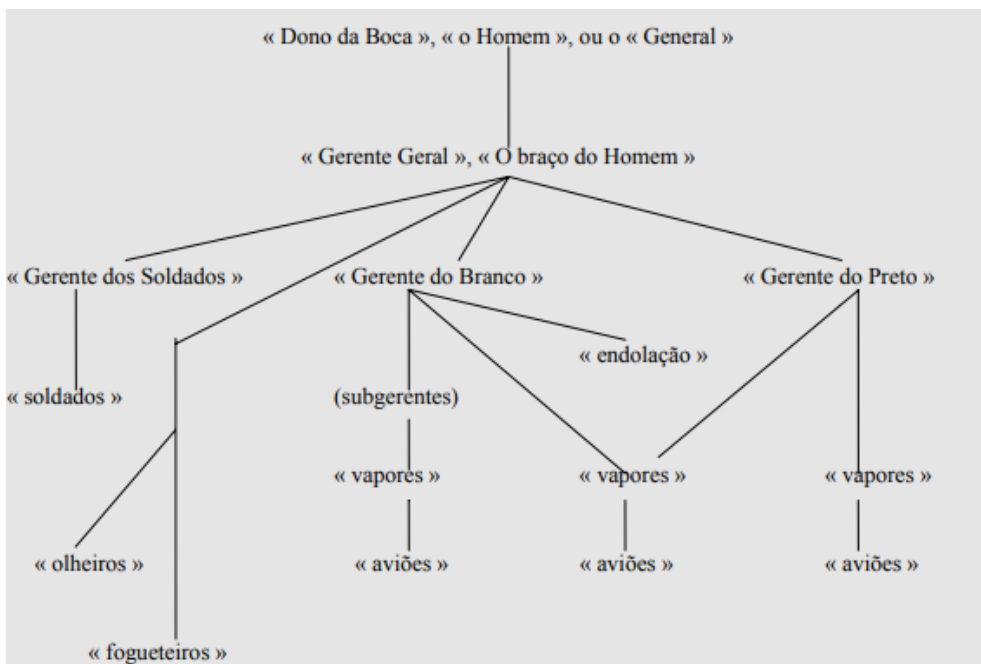 « Dono da Boca », « o Homem », ou o « General »
« Gerente Geral », « O braço do Homem »
« Gerente dos Soldados » « Gerente do Branco » « Gerente do Preto »
« endolação »
« soldados » (subgerentes)
« vapores » « vapores » « vapores »
« olheiros » « aviões » « aviões » « aviões »
« fogueteiros »